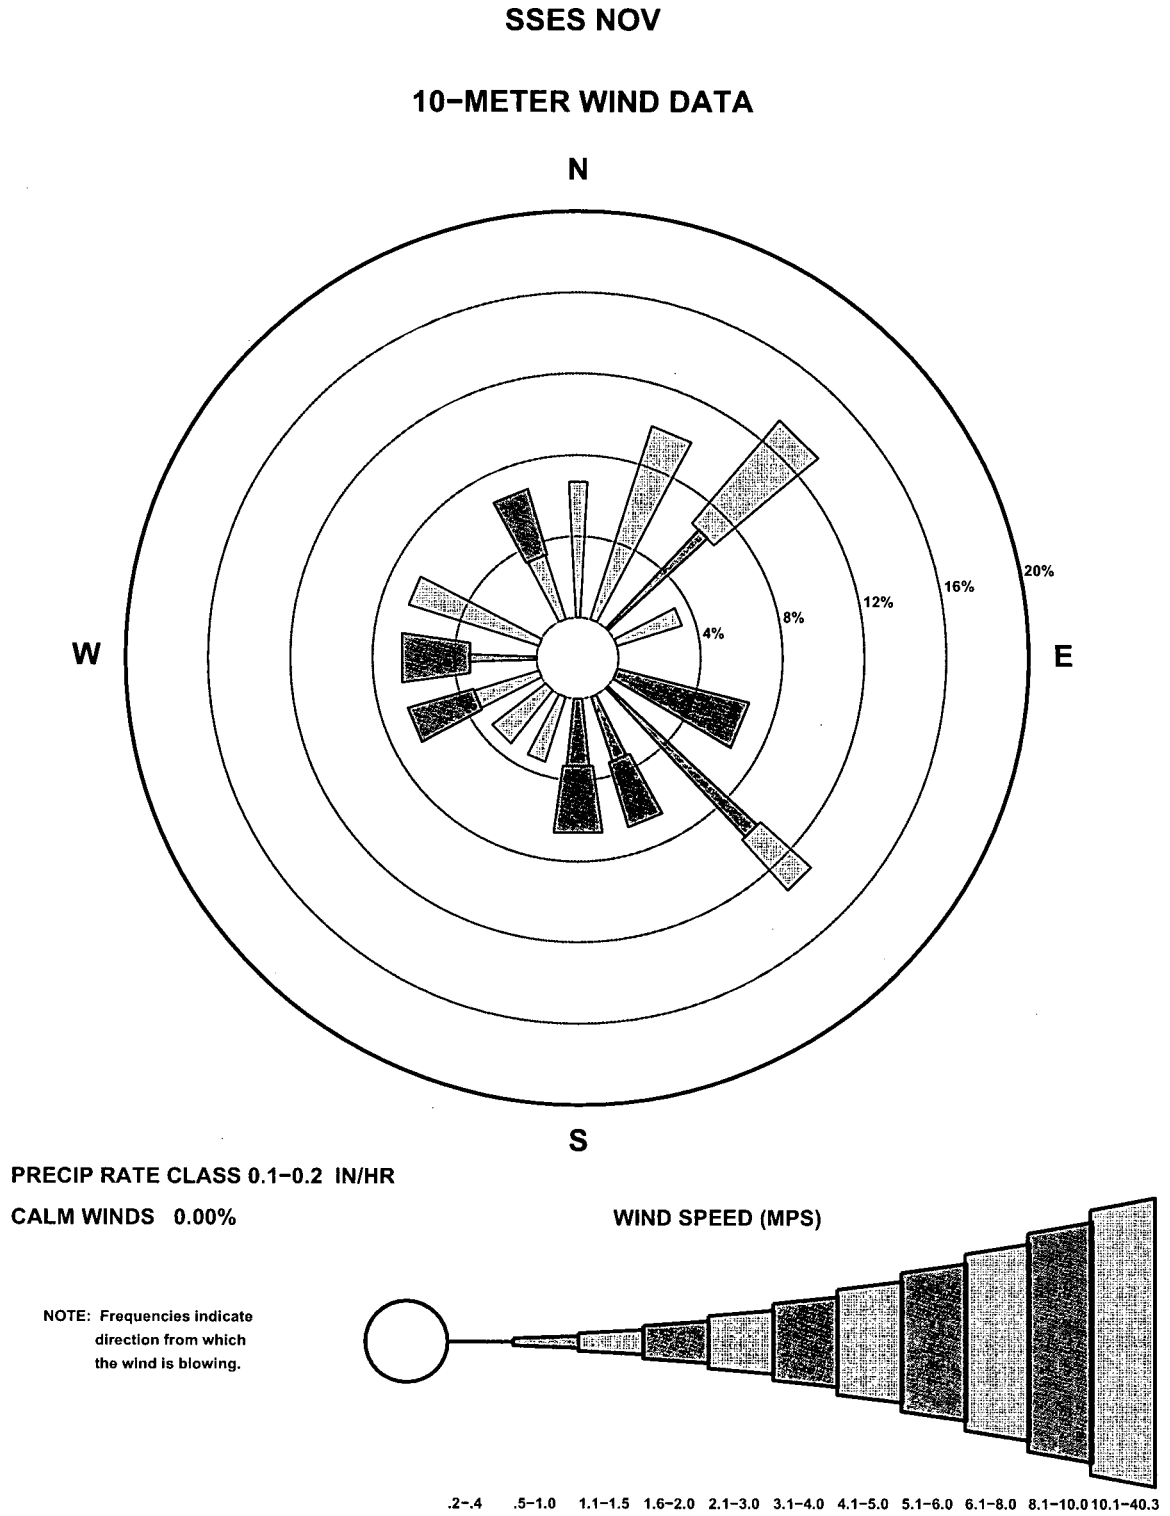 SSES NOV
10−METER WIND DATA
N
20%
16%
12%
8%
4%
W
E
S
PRECIP RATE CLASS 0.1−0.2 IN/HR
CALM WINDS 0.00%
WIND SPEED (MPS)
NOTE: Frequencies indicate
direction from which
the wind is blowing.
.2−.4 .5−1.0 1.1−1.5 1.6−2.0 2.1−3.0 3.1−4.0 4.1−5.0 5.1−6.0 6.1−8.0 8.1−10.0 10.1−40.3